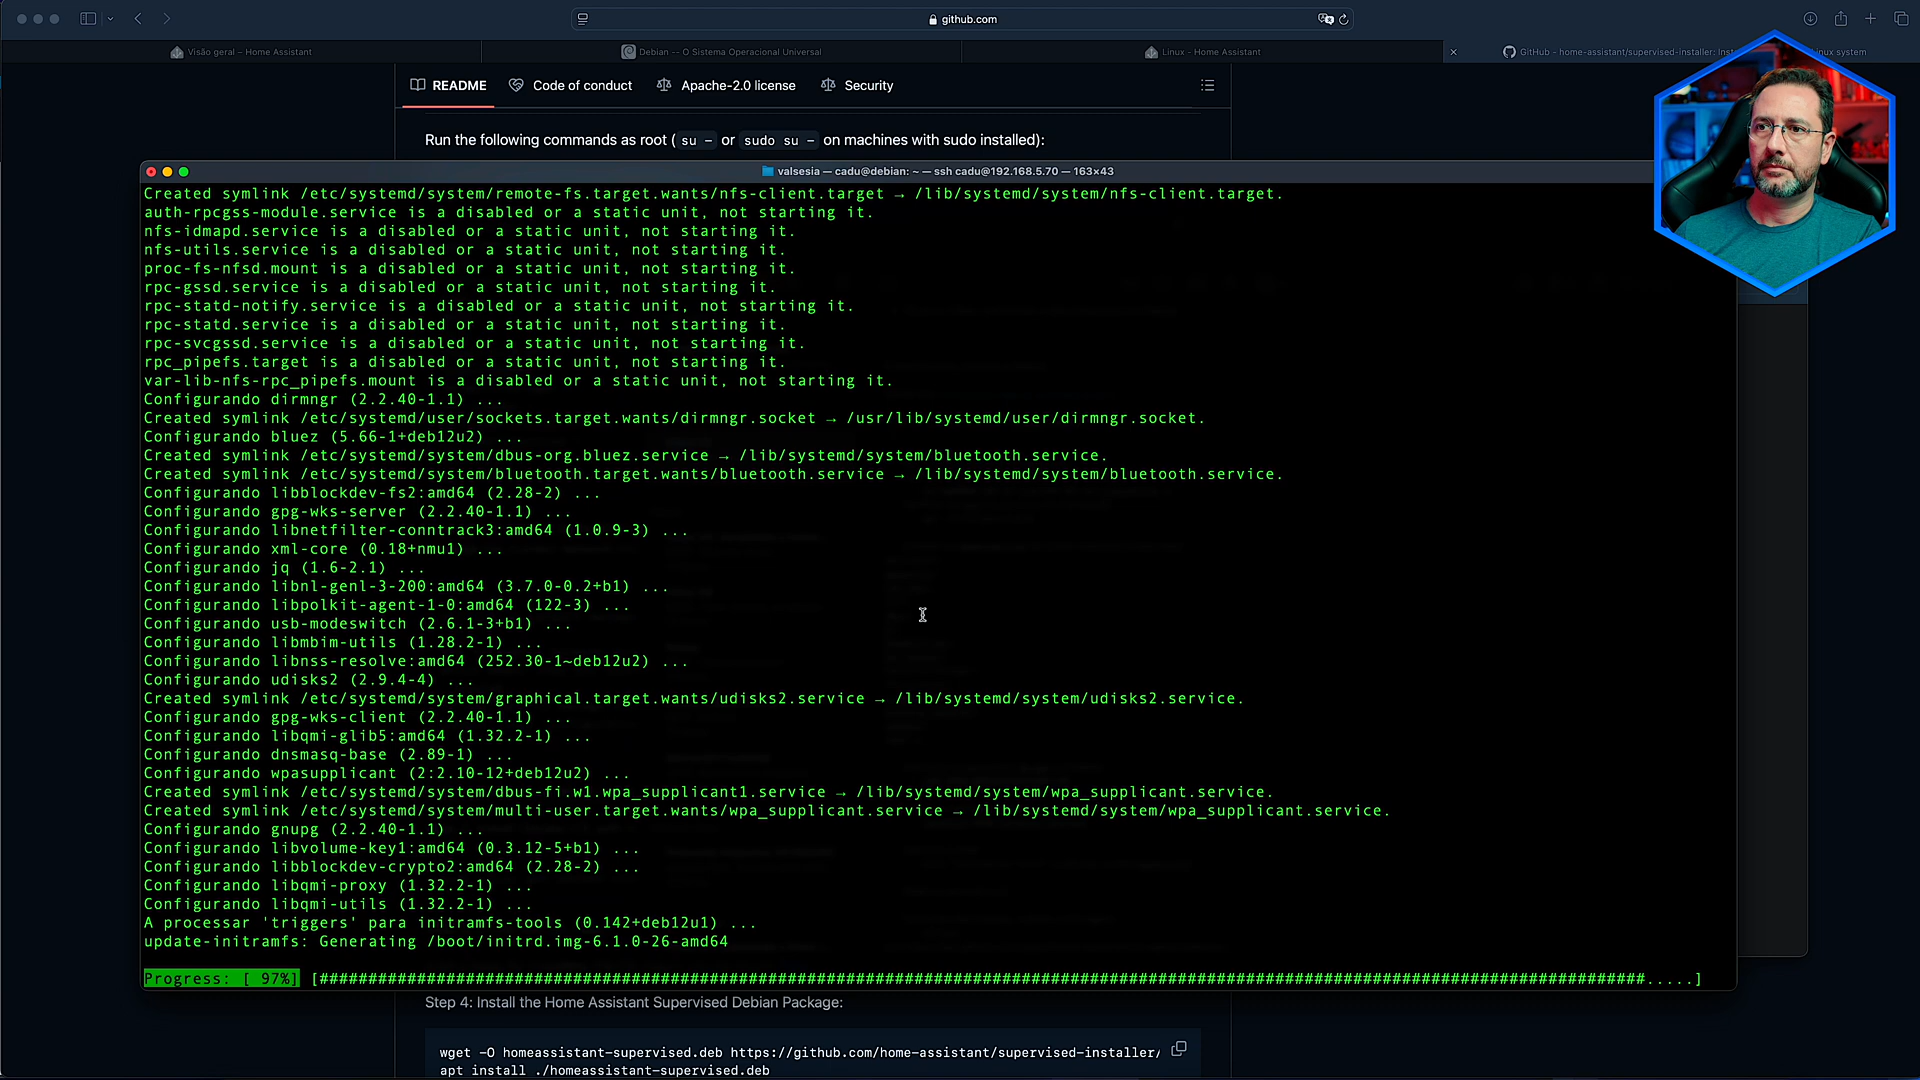 github.com
Visão geral – Home Assistant
Debian -- O Sistema Operacional Universal
Linux - Home Assistant
GitHub - home-assistant/supervised-installer:
README
Code of conduct
Apache-2.0 license
Security
Run the following commands as root ( su - or sudo su - on machines with sudo installed):
valsesia — cadu@debian: ~ — ssh cadu@192.168.5.70 — 163×43
Created symlink /etc/systemd/system/remote-fs.target.wants/nfs-client.target → /lib/systemd/system/nfs-client.target.
auth-rpcgss-module.service is a disabled or a static unit, not starting it.
nfs-idmapd.service is a disabled or a static unit, not starting it.
nfs-utils.service is a disabled or a static unit, not starting it.
proc-fs-nfsd.mount is a disabled or a static unit, not starting it.
rpc-gssd.service is a disabled or a static unit, not starting it.
rpc-statd-notify.service is a disabled or a static unit, not starting it.
rpc-statd.service is a disabled or a static unit, not starting it.
rpc-svcgssd.service is a disabled or a static unit, not starting it.
rpc_pipefs.target is a disabled or a static unit, not starting it.
var-lib-nfs-rpc_pipefs.mount is a disabled or a static unit, not starting it.
Configurando dirmngr (2.2.40-1.1) ...
Created symlink /etc/systemd/user/sockets.target.wants/dirmngr.socket → /usr/lib/systemd/user/dirmngr.socket.
Configurando bluez (5.66-1+deb12u2) ...
Created symlink /etc/systemd/system/dbus-org.bluez.service → /lib/systemd/system/bluetooth.service.
Created symlink /etc/systemd/system/bluetooth.target.wants/bluetooth.service → /lib/systemd/system/bluetooth.service.
Configurando libblockdev-fs2:amd64 (2.28-2) ...
Configurando gpg-wks-server (2.2.40-1.1) ...
Configurando libnetfilter-conntrack3:amd64 (1.0.9-3) ...
Configurando xml-core (0.18+nmu1) ...
Configurando jq (1.6-2.1) ...
Configurando libnl-genl-3-200:amd64 (3.7.0-0.2+b1) ...
Configurando libpolkit-agent-1-0:amd64 (122-3) ...
Configurando usb-modeswitch (2.6.1-3+b1) ...
Configurando libmbim-utils (1.28.2-1) ...
Configurando libnss-resolve:amd64 (252.30-1~deb12u2) ...
Configurando udisks2 (2.9.4-4) ...
Created symlink /etc/systemd/system/graphical.target.wants/udisks2.service → /lib/systemd/system/udisks2.service.
Configurando gpg-wks-client (2.2.40-1.1) ...
Configurando libqmi-glib5:amd64 (1.32.2-1) ...
Configurando dnsmasq-base (2.89-1) ...
Configurando wpasupplicant (2:2.10-12+deb12u2) ...
Created symlink /etc/systemd/system/dbus-fi.w1.wpa_supplicant1.service → /lib/systemd/system/wpa_supplicant.service.
Created symlink /etc/systemd/system/multi-user.target.wants/wpa_supplicant.service → /lib/systemd/system/wpa_supplicant.service.
Configurando gnupg (2.2.40-1.1) ...
Configurando libvolume-key1:amd64 (0.3.12-5+b1) ...
Configurando libblockdev-crypto2:amd64 (2.28-2) ...
Configurando libqmi-proxy (1.32.2-1) ...
Configurando libqmi-utils (1.32.2-1) ...
A processar 'triggers' para initramfs-tools (0.142+deb12u1) ...
update-initramfs: Generating /boot/initrd.img-6.1.0-26-amd64
Progress: [ 97%] [########################################################################################################################################.....]
Step 4: Install the Home Assistant Supervised Debian Package:
wget -O homeassistant-supervised.deb https://github.com/home-assistant/supervised-installer/
apt install ./homeassistant-supervised.deb